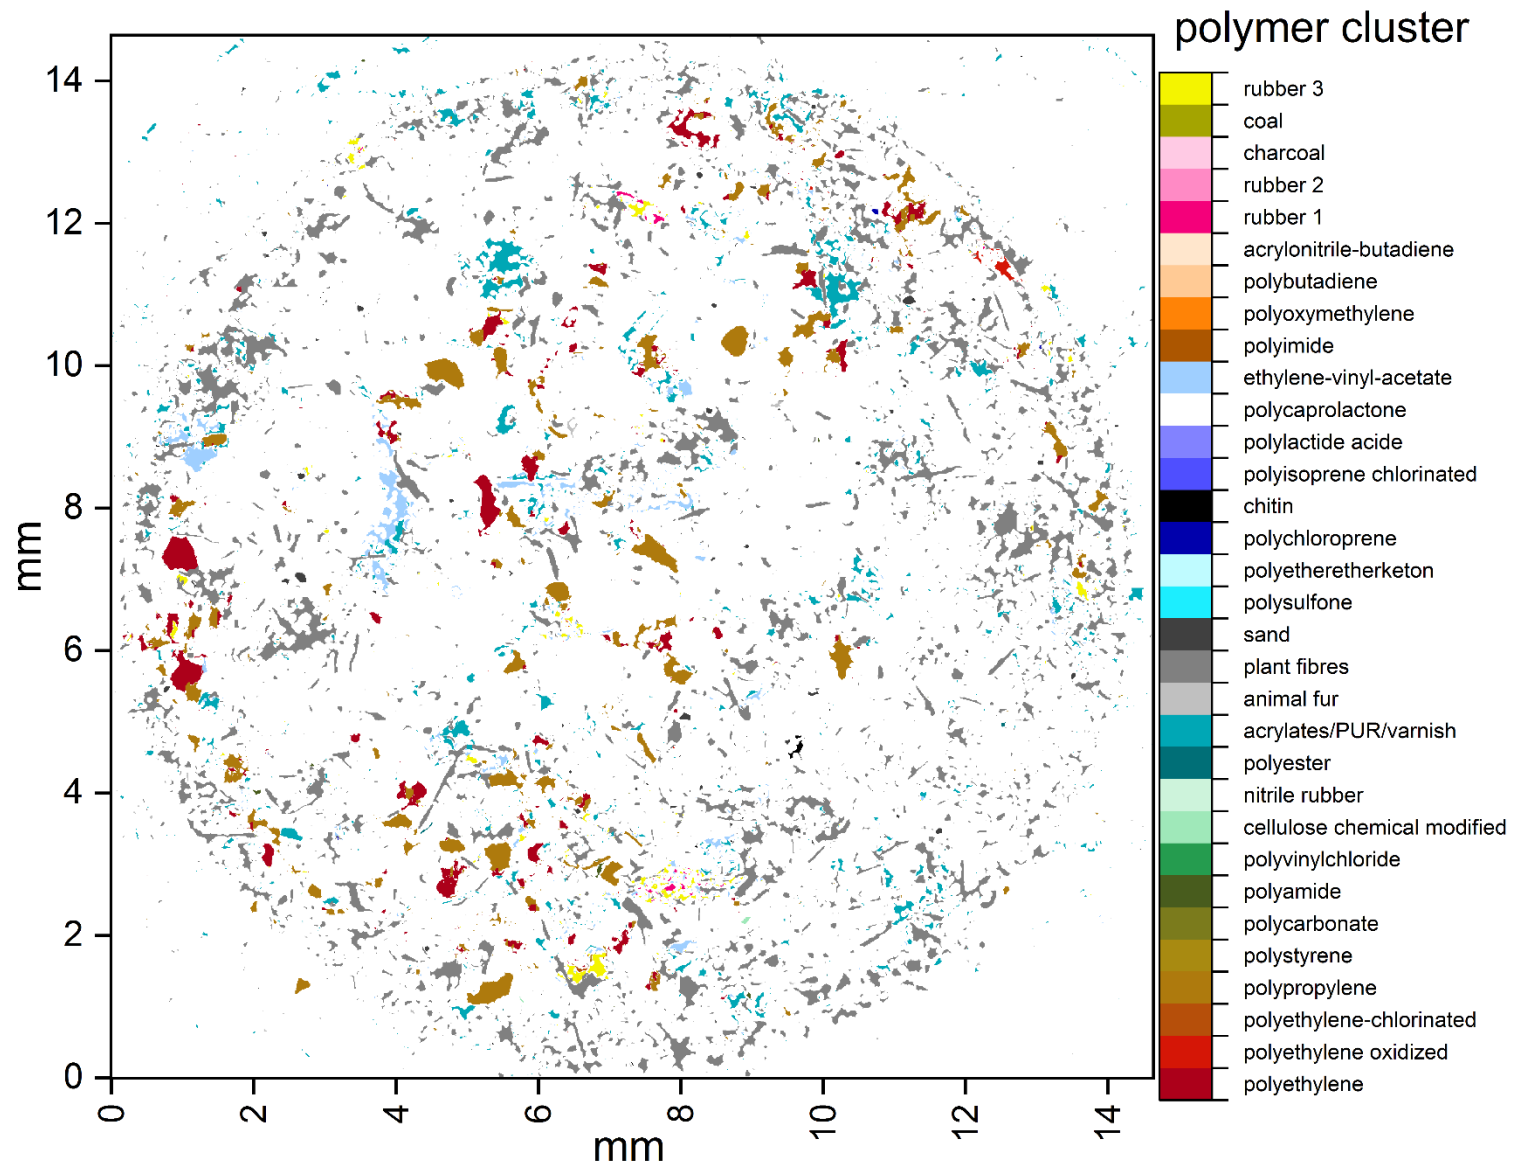 polymer cluster
rubber 3
coal
charcoal
rubber 2
rubber 1
acrylonitrile-butadiene
polybutadiene
polyoxymethylene
polyimide
ethylene-vinyl-acetate
polycaprolactone
polylactide acide
polyisoprene chlorinated
chitin
polychloroprene
polyetheretherketon
polysulfone
sand
plant fibres
animal fur
acrylates/PUR/varnish
polyester
nitrile rubber
cellulose chemical modified
polyvinylchloride
polyamide
polycarbonate
polystyrene
polypropylene
polyethylene-chlorinated
polyethylene oxidized
polyethylene
14
12
10
8
6
4
2
0
mm
0 2 4 6 8 10 12 14
mm